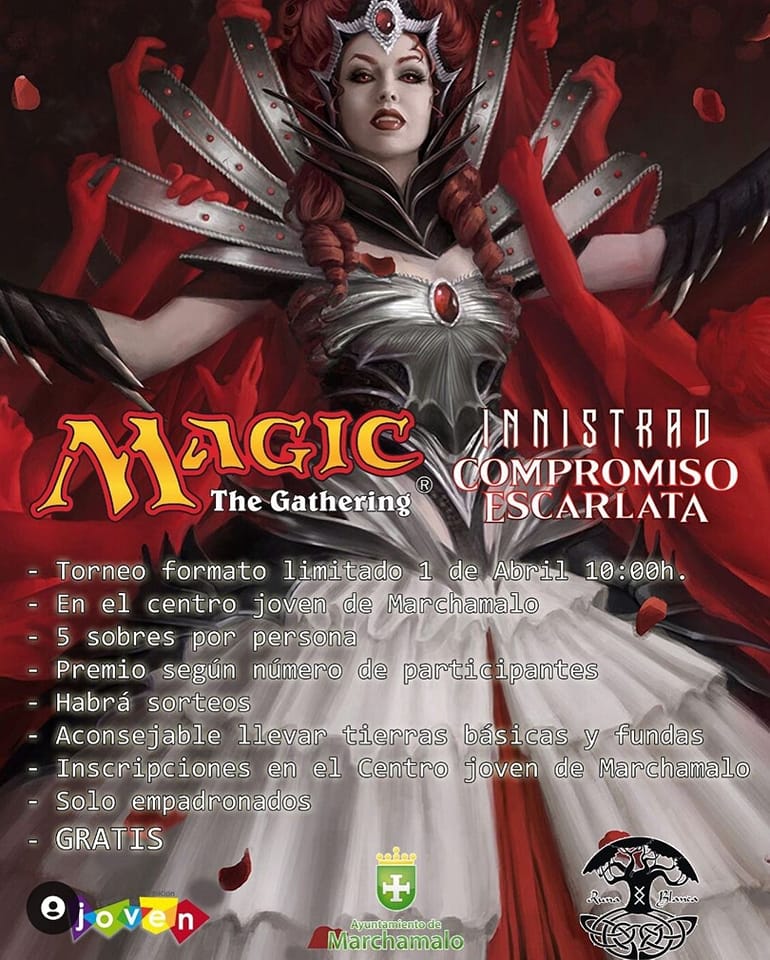 MAGIC
The Gathering®
INNISTRAD
COMPROMISO
ESCARLATA
- Torneo formato limitado 1 de Abril 10:00h.
- En el centro joven de Marchamalo
- 5 sobres por persona
- Premio según número de participantes
- Habrá sorteos
- Aconsejable llevar tierras básicas y fundas
- Inscripciones en el Centro joven de Marchamalo
- Solo empadronados
- GRATIS
joven
Ayuntamiento de
Marchamalo
Runa Blanca